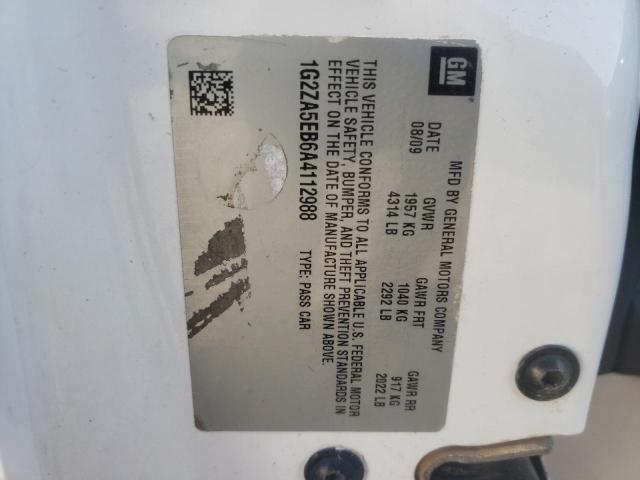 GM
MFD BY GENERAL MOTORS COMPANY
DATE GVWR GAWR FRT GAWR RR
08/09 1957 KG 1040 KG 917 KG
4314 LB 2292 LB 2022 LB
THIS VEHICLE CONFORMS TO ALL APPLICABLE U.S. FEDERAL MOTOR
VEHICLE SAFETY, BUMPER, AND THEFT PREVENTION STANDARDS IN
EFFECT ON THE DATE OF MANUFACTURE SHOWN ABOVE.
1G2ZA5EB6A4112988 TYPE: PASS CAR